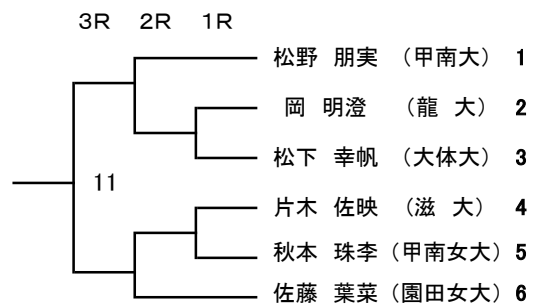 ３Ｒ ２Ｒ １Ｒ
松野 朋実 （甲南大） 1
岡 明澄 （龍 大） 2
松下 幸帆 （大体大） 3
11
片木 佐映 （滋 大） 4
秋本 珠李 （甲南女大） 5
佐藤 葉菜 （園田女大） 6